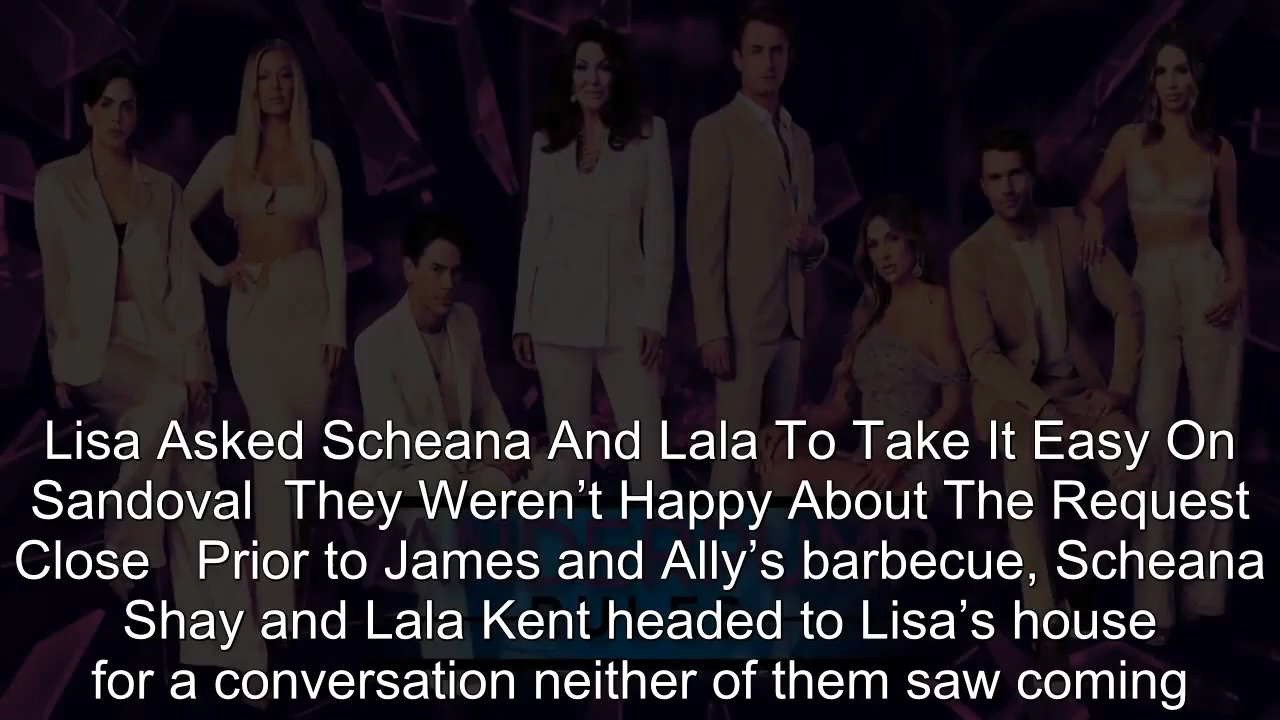 Lisa Asked Scheana And Lala To Take It Easy On
Sandoval  They Weren’t Happy About The Request
Close   Prior to James and Ally’s barbecue, Scheana
Shay and Lala Kent headed to Lisa’s house
for a conversation neither of them saw coming